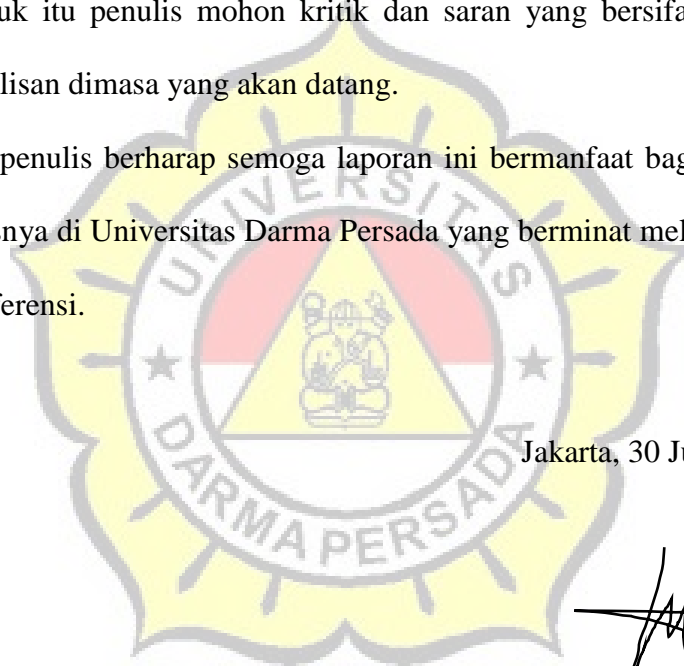 uk itu penulis mohon kritik dan saran yang bersifa
lisan dimasa yang akan datang.
penulis berharap semoga laporan ini bermanfaat bag
nya di Universitas Darma Persada yang berminat mel
ferensi.
Jakarta, 30 Ju
UNIVERSITAS
DARMA PERSADA